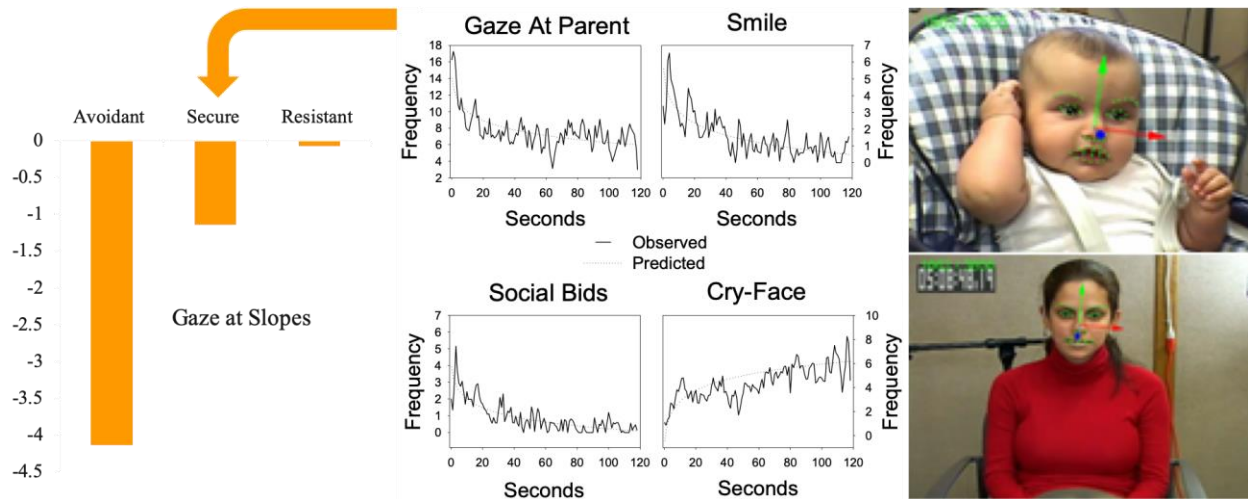 Avoidant Secure Resistant
0
-0.5
-1
-1.5
-2
-2.5
-3
-3.5
-4
-4.5
Gaze at Slopes
Gaze At Parent
Frequency
18
16
14
12
10
8
6
4
2
0 20 40 60 80 100 120
Seconds
Smile
Frequency
7
6
5
4
3
2
1
0
0 20 40 60 80 100 120
Seconds
Observed
Predicted
Social Bids
Frequency
7
6
5
4
3
2
1
0
0 20 40 60 80 100 120
Seconds
Cry-Face
Frequency
10
8
6
4
2
0
0 20 40 60 80 100 120
Seconds